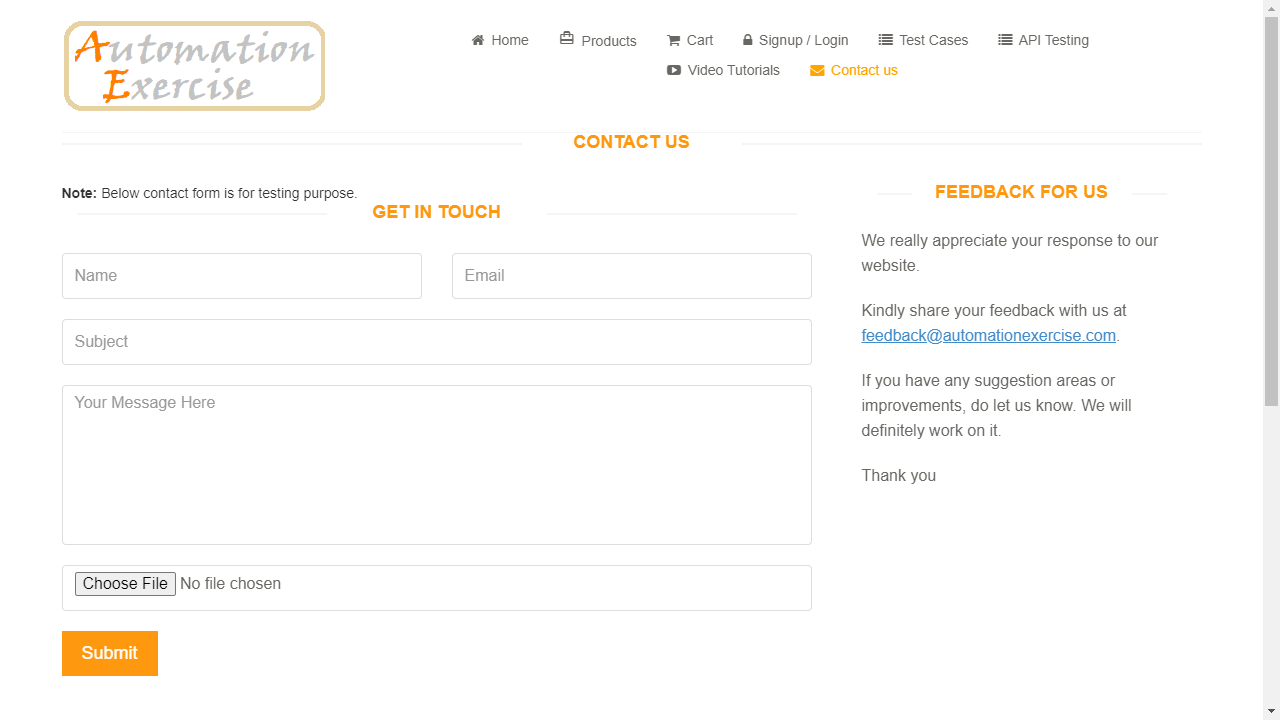 Automation
Exercise
Home
Products
Cart
Signup / Login
Test Cases
API Testing
Video Tutorials
Contact us
CONTACT US
Note: Below contact form is for testing purpose.
GET IN TOUCH
Name
Email
Subject
Your Message Here
Choose File No file chosen
Submit
FEEDBACK FOR US
We really appreciate your response to our
website.
Kindly share your feedback with us at
feedback@automationexercise.com.
If you have any suggestion areas or
improvements, do let us know. We will
definitely work on it.
Thank you